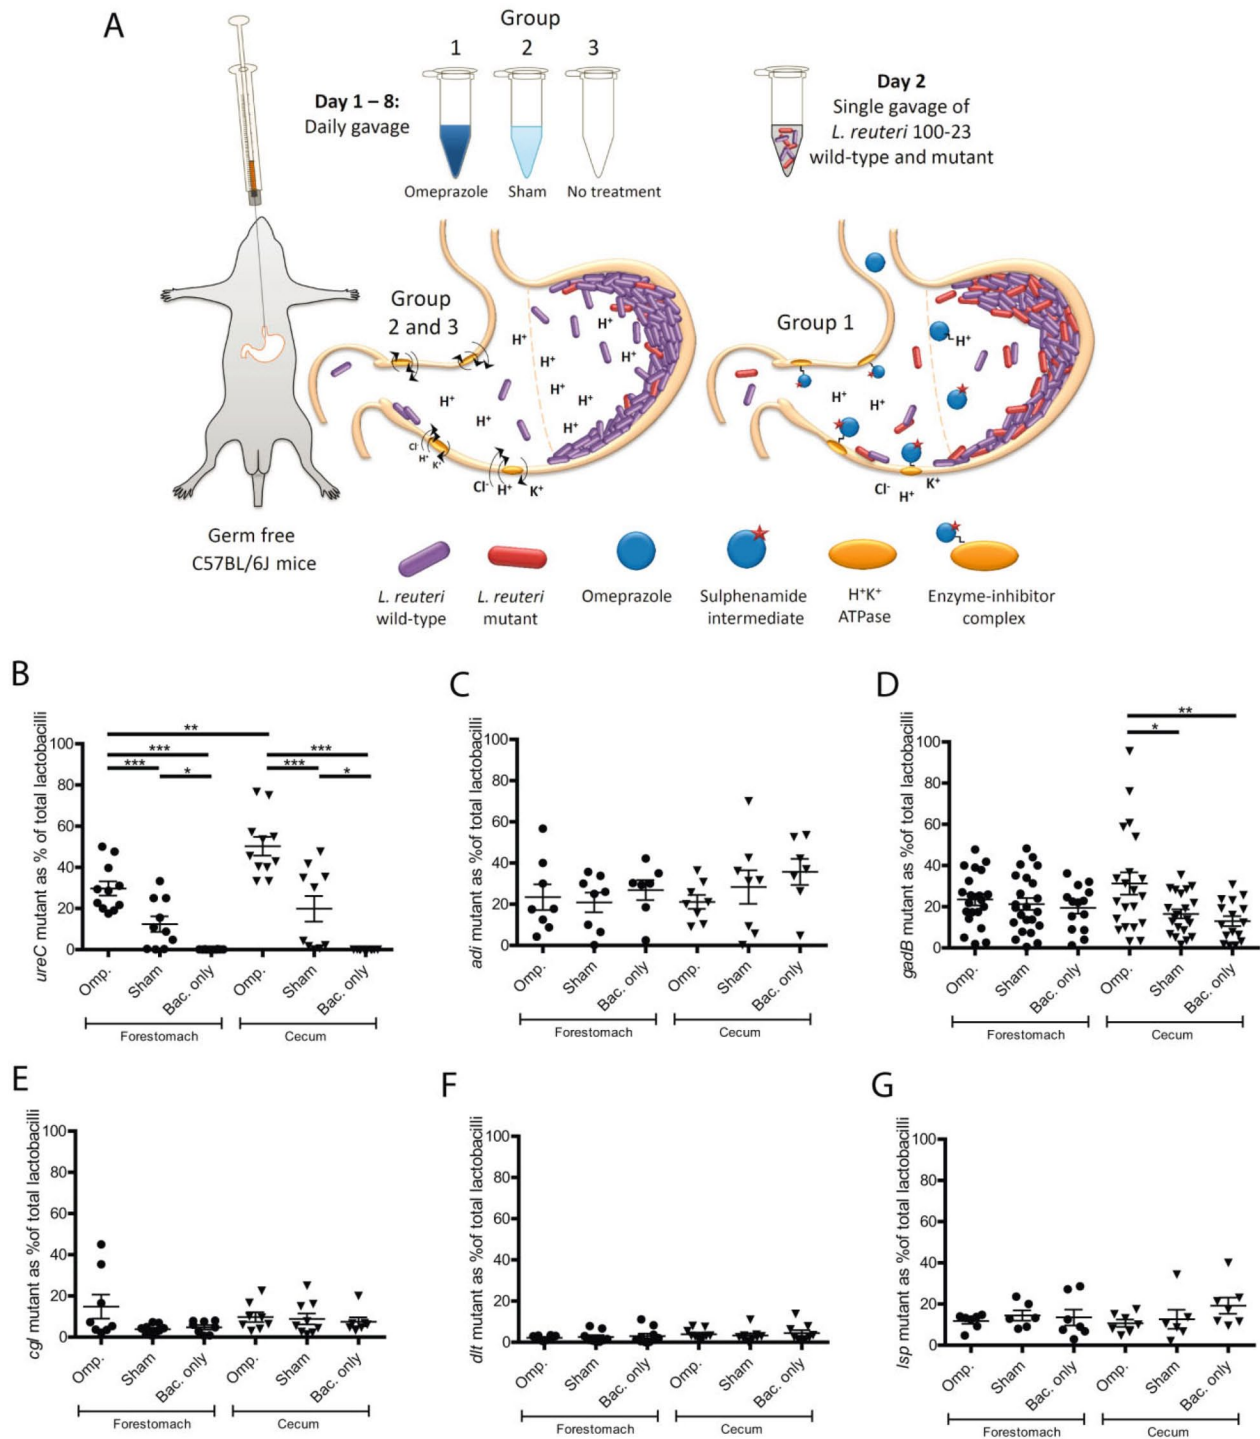 A
Group
1 2 3
Day 1 – 8:
Daily gavage
Omeprazole Sham No treatment
Day 2
Single gavage of
L. reuteri 100-23
wild-type and mutant
Group
2 and 3
H⁺
H⁺
H⁺
H⁺
H⁺
H⁺
H⁺
H⁺
H⁺
H⁺
Cl⁻
H⁺
K⁺
Cl⁻ H⁺ K⁺
Group 1
H⁺
H⁺
H⁺
Cl⁻ H⁺ K⁺
Germ free
C57BL/6J mice
L. reuteri
wild-type
L. reuteri
mutant
Omeprazole
Sulphenamide
intermediate
H⁺K⁺
ATPase
Enzyme-inhibitor
complex
B
ureC mutant as % of total lactobacilli
100
80
60
40
20
0
**
***
***
*
***
***
*
Omp. Sham Bac. only Omp. Sham Bac. only
Forestomach Cecum
C
adi mutant as %of total lactobacilli
100
80
60
40
20
0
Omp. Sham Bac. only Omp. Sham Bac. only
Forestomach Cecum
D
gadB mutant as %of total lactobacilli
100
80
60
40
20
0
**
*
Omp. Sham Bac. only Omp. Sham Bac. only
Forestomach Cecum
E
cgl mutant as %of total lactobacilli
100
80
60
40
20
0
Omp. Sham Bac. only Omp. Sham Bac. only
Forestomach Cecum
F
dlt mutant as %of total lactobacilli
100
80
60
40
20
0
Omp. Sham Bac. only Omp. Sham Bac. only
Forestomach Cecum
G
lsp mutant as %of total lactobacilli
100
80
60
40
20
0
Omp. Sham Bac. only Omp. Sham Bac. only
Forestomach Cecum